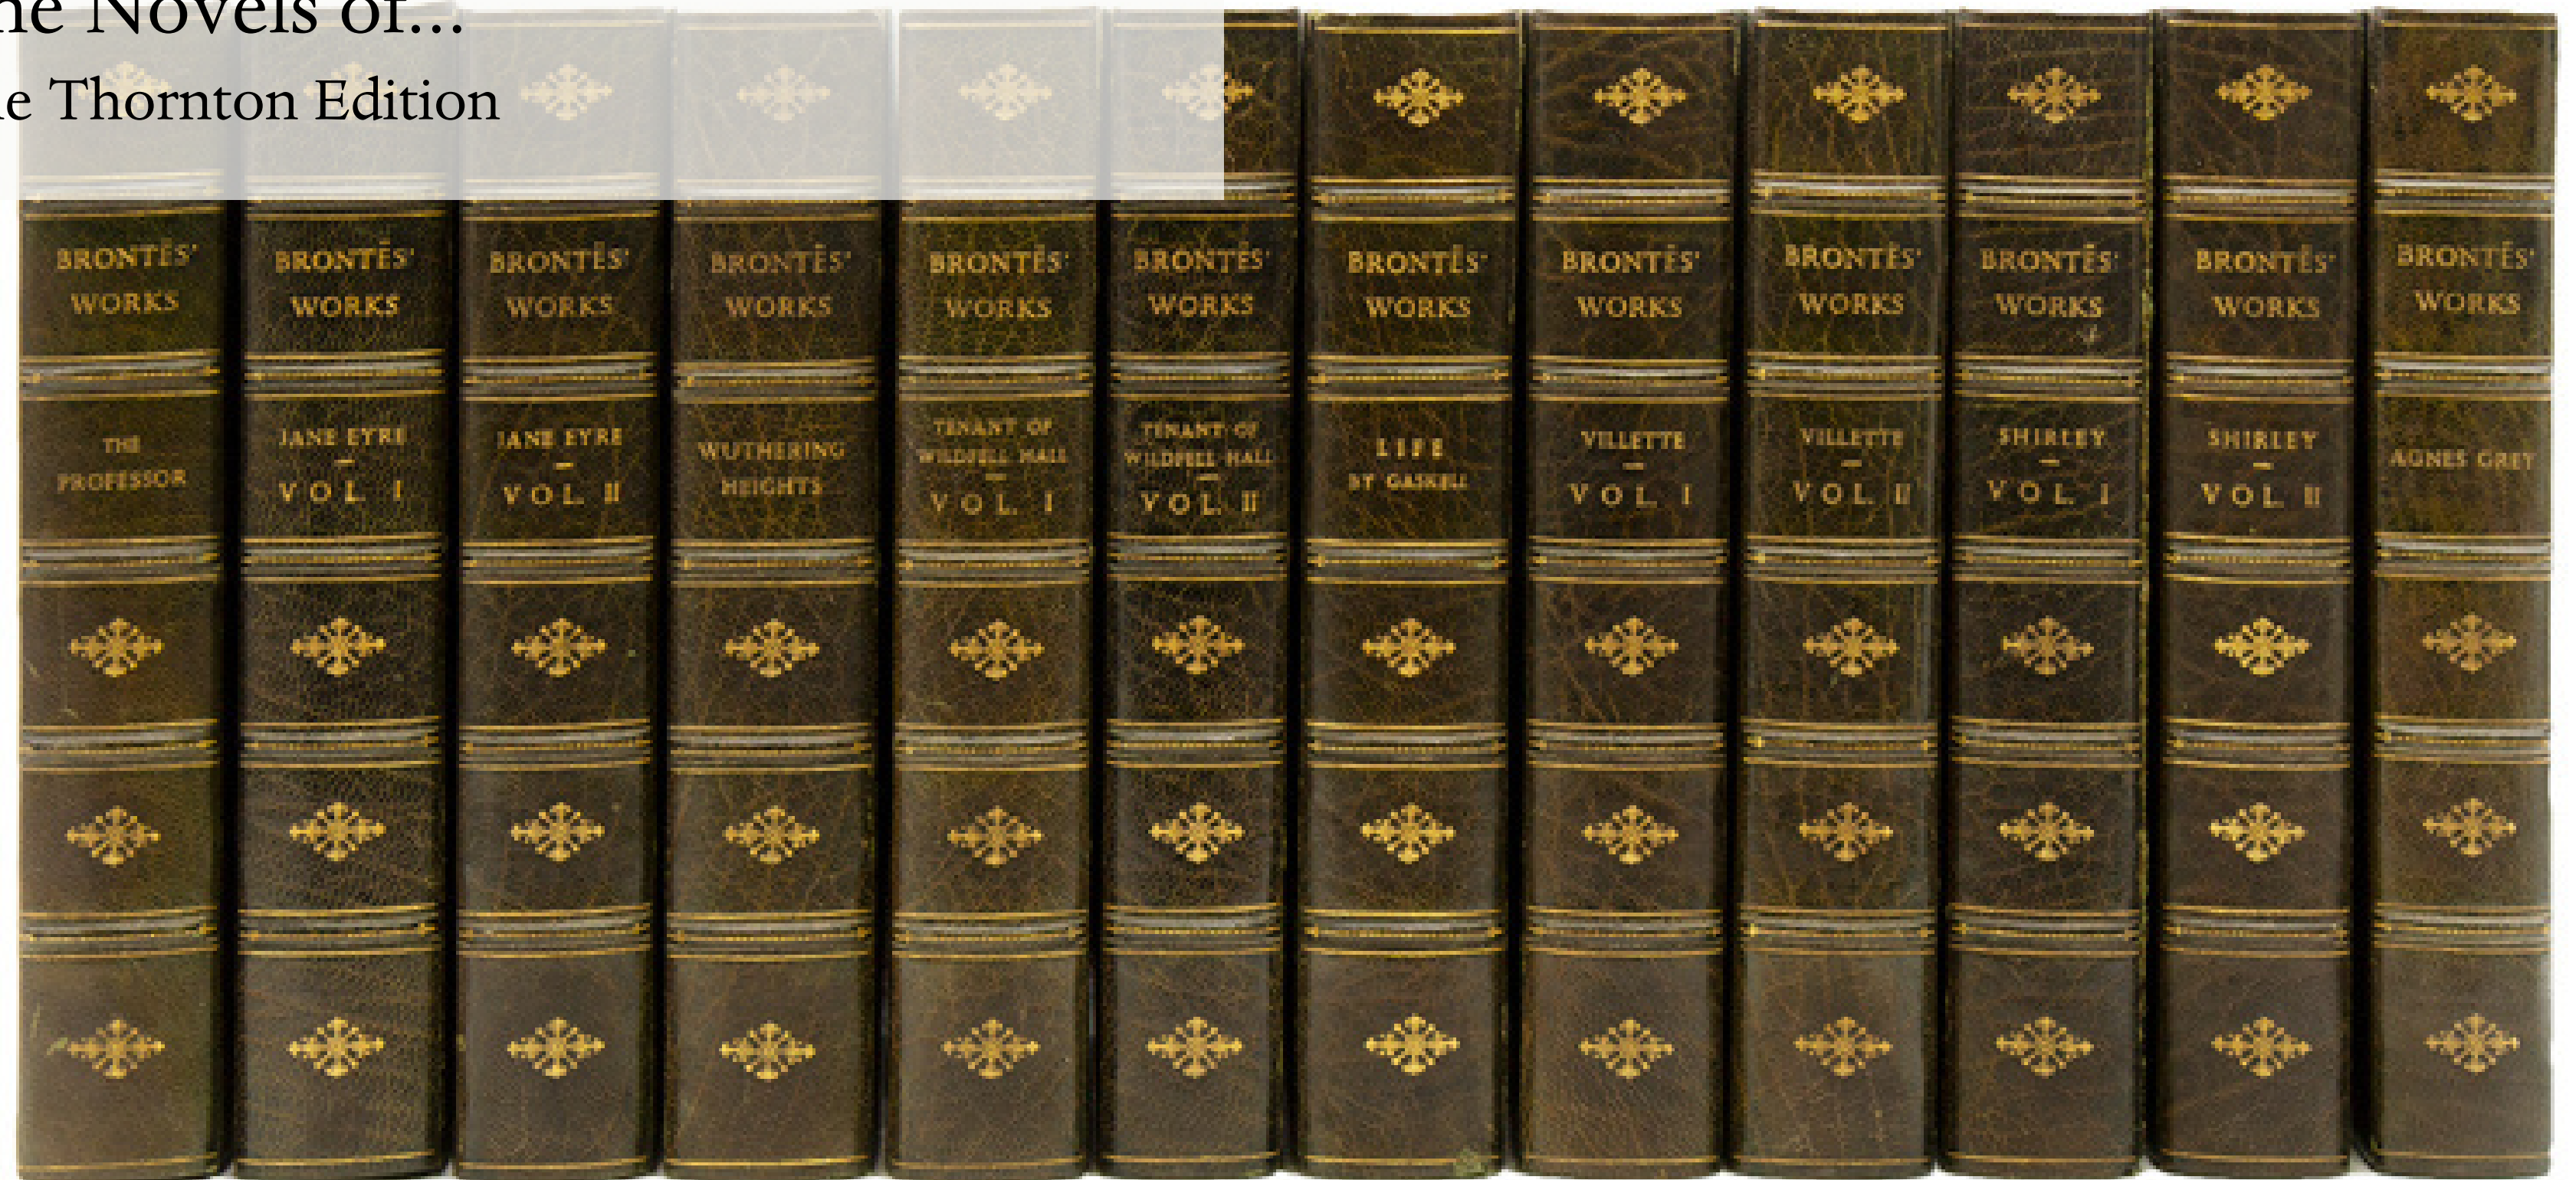 ne Novels of...
e Thornton Edition
BRONTËS'
WORKS
THE
PROFESSOR
BRONTËS'
WORKS
JANE EYRE
VOL. I
BRONTËS'
WORKS
JANE EYRE
VOL. II
BRONTËS'
WORKS
WUTHERING
HEIGHTS
BRONTËS'
WORKS
TENANT OF
WILDFELL HALL
VOL. I
BRONTËS'
WORKS
TENANT OF
WILDFELL HALL
VOL. II
BRONTËS'
WORKS
LIFE
BY GASKELL
BRONTËS'
WORKS
VILLETTE
VOL. I
BRONTËS'
WORKS
VILLETTE
VOL. II
BRONTËS'
WORKS
SHIRLEY
VOL. I
BRONTËS'
WORKS
SHIRLEY
VOL. II
BRONTËS'
WORKS
AGNES GREY